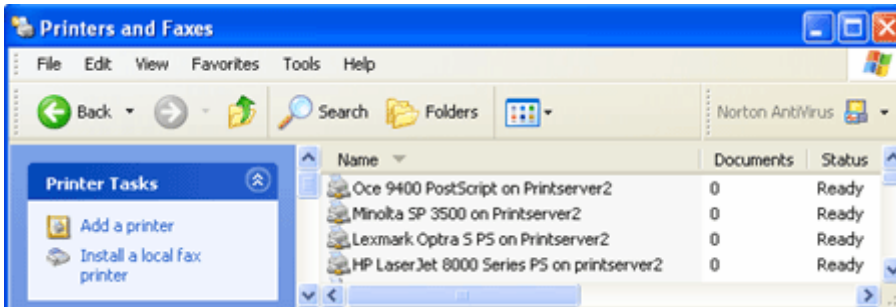 Printers and Faxes
File Edit View Favorites Tools Help
Back Search Folders Norton AntiVirus
Printer Tasks
Add a printer
Install a local fax
printer
Name Documents Status
Oce 9400 PostScript on Printserver2 0 Ready
Minolta SP 3500 on Printserver2 0 Ready
Lexmark Optra S PS on Printserver2 0 Ready
HP LaserJet 8000 Series PS on printserver2 0 Ready